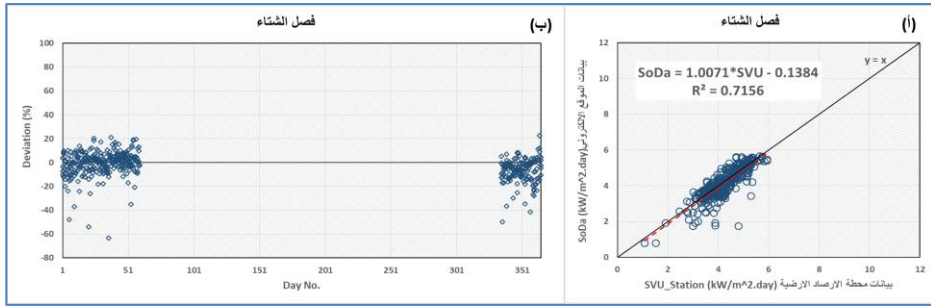 فصل الشتاء
(أ)
بيانات الموقع الالكتروني SoDa (kW/m^2.day)
12
10
8
6
4
2
0
SoDa = 1.0071*SVU - 0.1384
R² = 0.7156
y = x
0 2 4 6 8 10 12
بيانات محطة الارصاد الارضية SVU_Station (kW/m^2.day)
فصل الشتاء
(ب)
Deviation (%)
100
80
60
40
20
0
-20
-40
-60
-80
1 51 101 151 201 251 301 351
Day No.